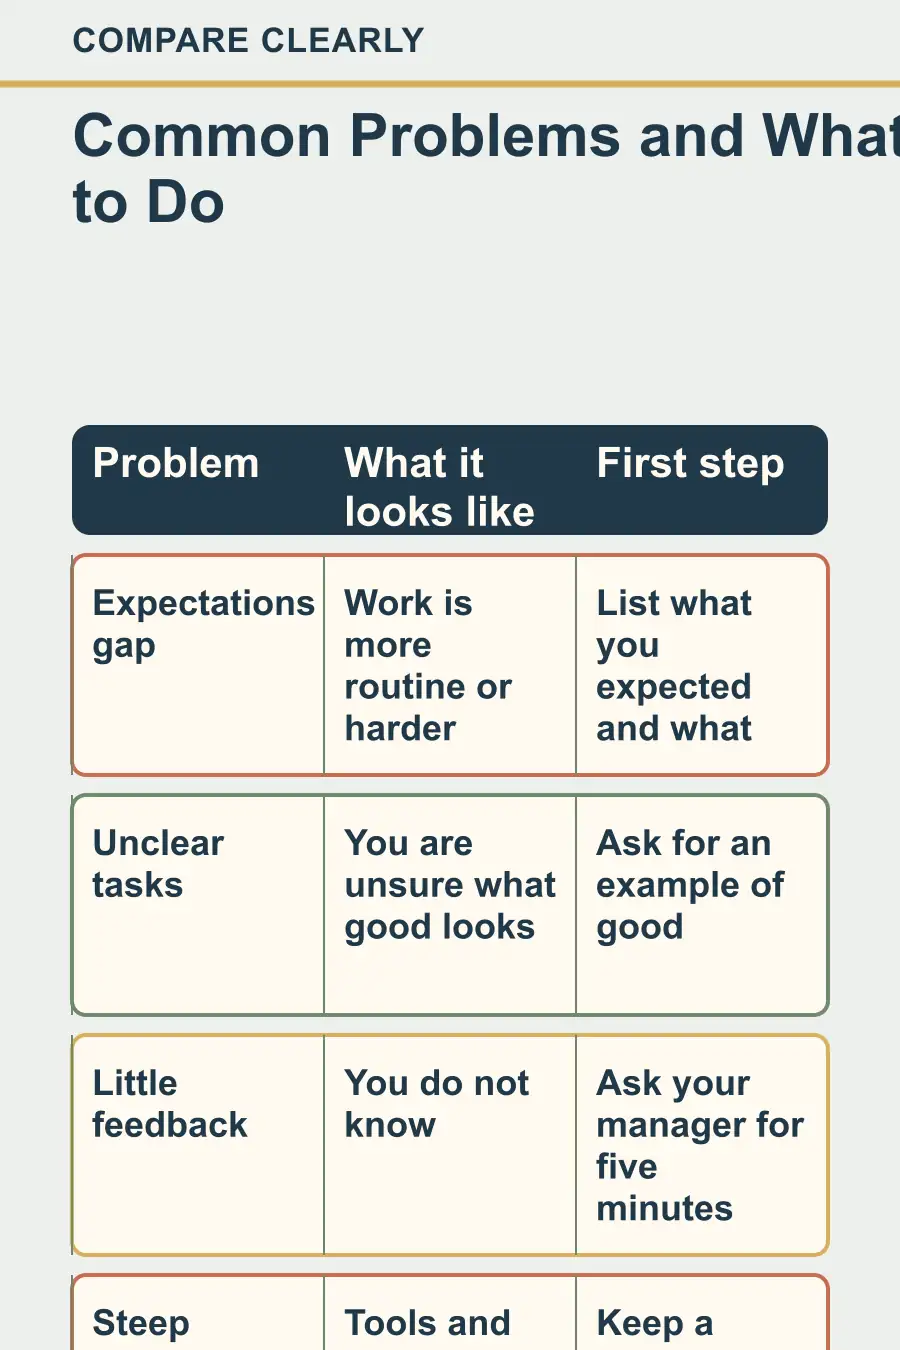 COMPARE CLEARLY
Common Problems and What
to Do
Problem
What it
looks like
First step
Expectations
gap
Work is
more
routine or
harder
List what
you
expected
and what
Unclear
tasks
You are
unsure what
good looks
Ask for an
example of
good
Little
feedback
You do not
know
Ask your
manager for
five
minutes
Steep
Tools and
Keep a